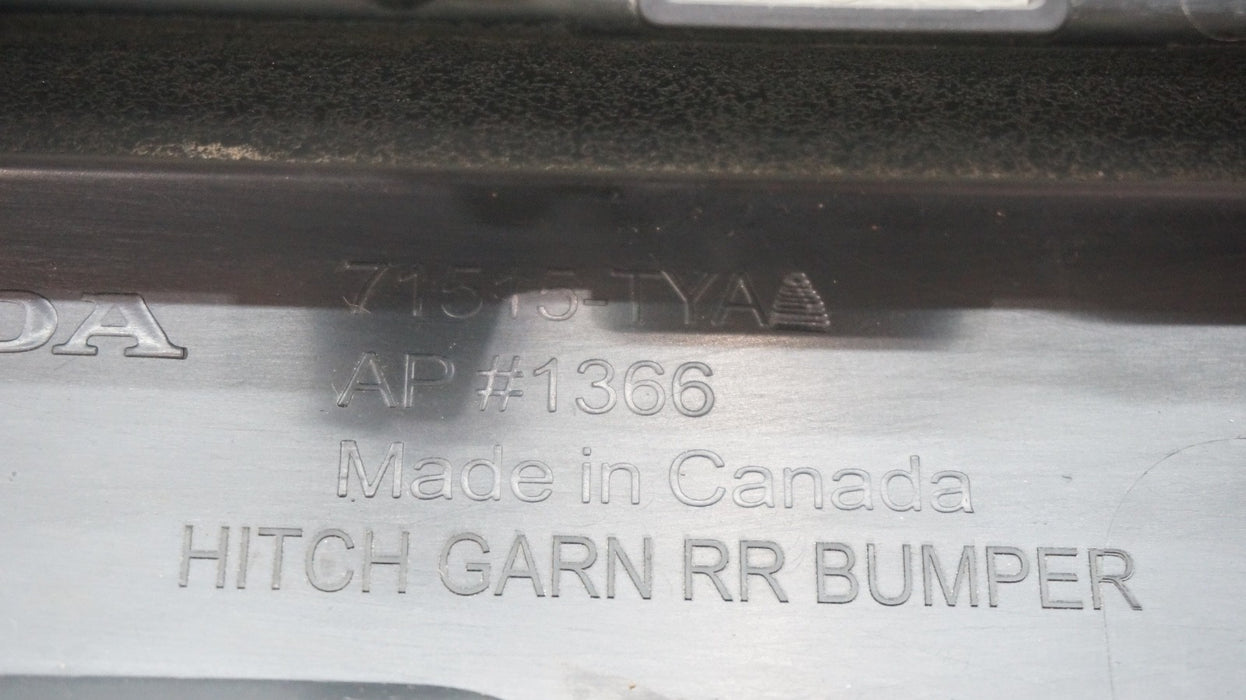 71515-TYA
DA
AP #1366
Made in Canada
HITCH GARN RR BUMPER